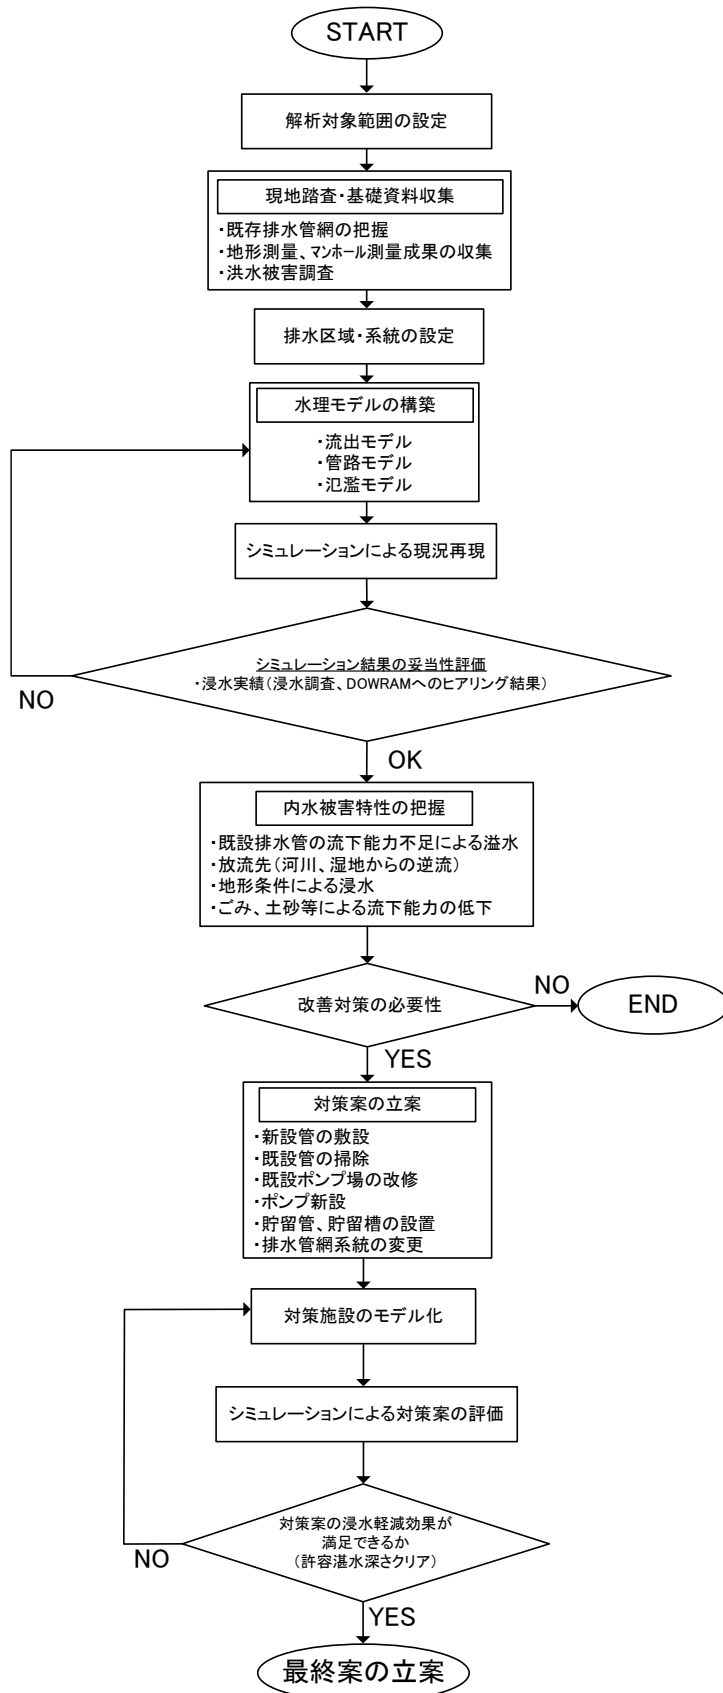 START
解析対象範囲の設定
現地踏査・基礎資料収集
・既存排水管網の把握
・地形測量、マンホール測量成果の収集
・洪水被害調査
排水区域・系統の設定
水理モデルの構築
・流出モデル
・管路モデル
・氾濫モデル
シミュレーションによる現況再現
シミュレーション結果の妥当性評価
・浸水実績（浸水調査、DOWRAMへのヒアリング結果）
NO
OK
内水被害特性の把握
・既設排水管の流下能力不足による溢水
・放流先（河川、湿地からの逆流）
・地形条件による浸水
・ごみ、土砂等による流下能力の低下
改善対策の必要性
NO
END
YES
対策案の立案
・新設管の敷設
・既設管の掃除
・既設ポンプ場の改修
・ポンプ新設
・貯留管、貯留槽の設置
・排水管網系統の変更
対策施設のモデル化
シミュレーションによる対策案の評価
対策案の浸水軽減効果が
満足できるか
（許容湛水深さクリア）
NO
YES
最終案の立案